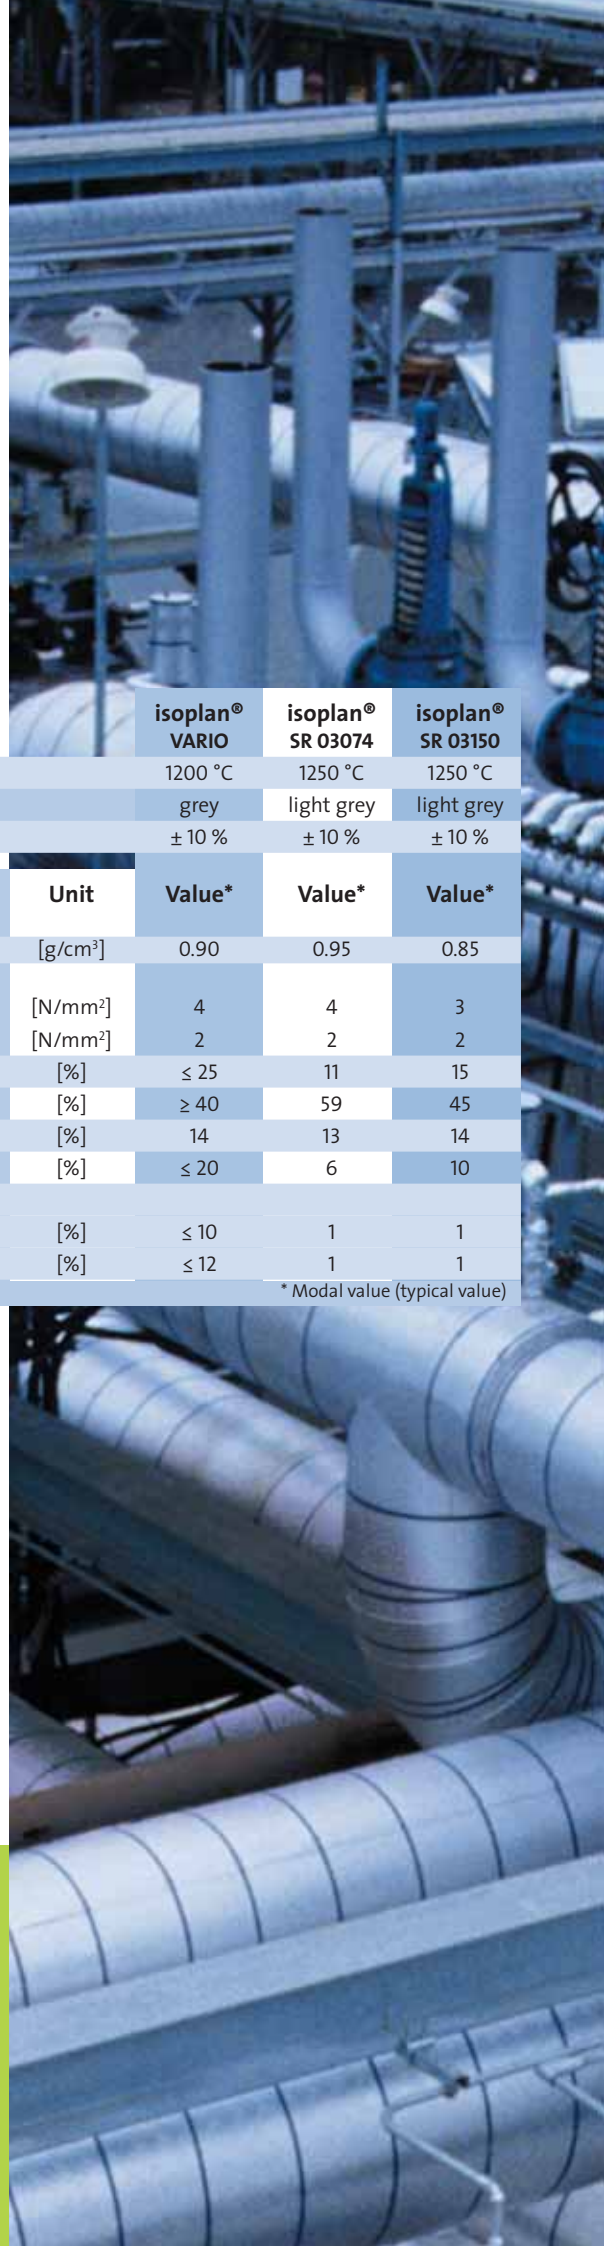 isoplan® isoplan® isoplan®
VARIO SR 03074 SR 03150
1200 °C 1250 °C 1250 °C
grey light grey light grey
± 10 % ± 10 % ± 10 %
Unit Value* Value* Value*
[g/cm³] 0.90 0.95 0.85
[N/mm²] 4 4 3
[N/mm²] 2 2 2
[%] ≤ 25 11 15
[%] ≥ 40 59 45
[%] 14 13 14
[%] ≤ 20 6 10
[%] ≤ 10 1 1
[%] ≤ 12 1 1
* Modal value (typical value)